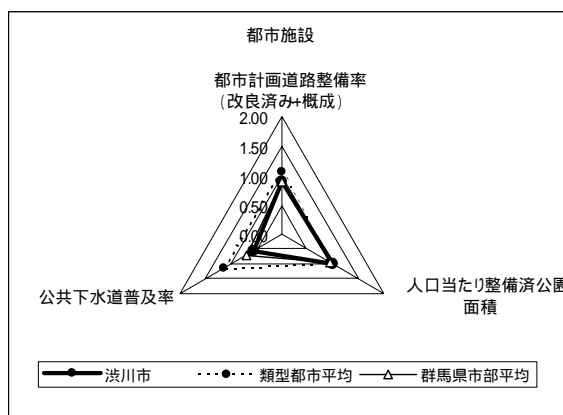 都市施設
都市計画道路整備率
(改良済み+概成)
2.00
1.50
1.00
0.50
0.00
公共下水道普及率
人口当たり整備済公園
面積
渋川市
類型都市平均
群馬県市部平均